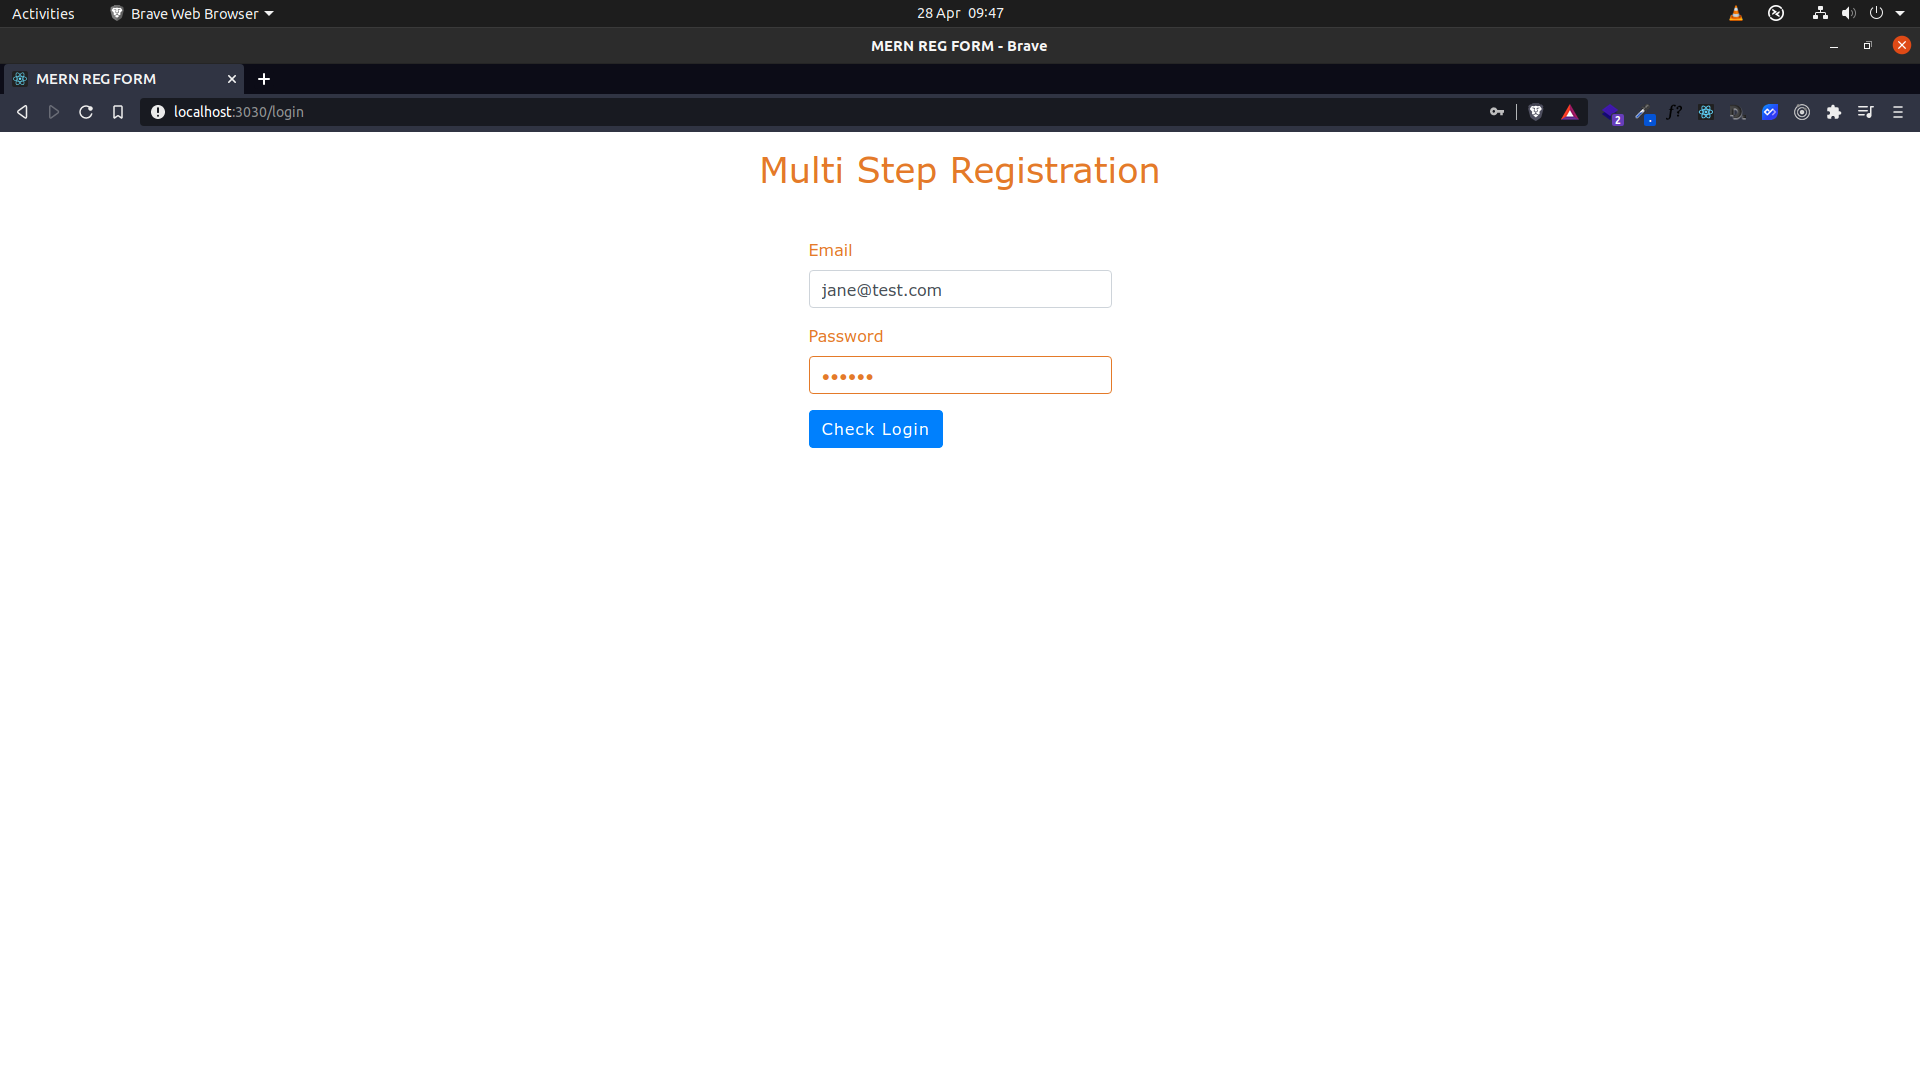 Activities Brave Web Browser 28 Apr 09:47
MERN REG FORM - Brave
MERN REG FORM
localhost:3030/login
2
Multi Step Registration
Email
jane@test.com
Password
••••••
Check Login